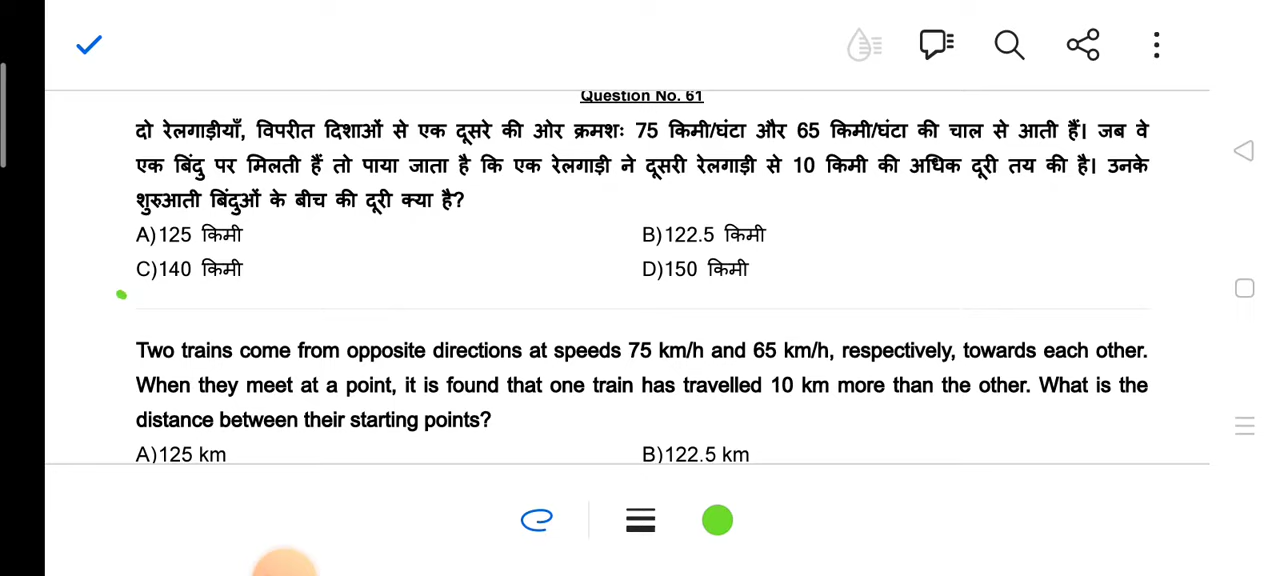 Question No. 61
दो रेलगाड़ीयाँ, विपरीत दिशाओं से एक दूसरे की ओर क्रमशः 75 किमी/घंटा और 65 किमी/घंटा की चाल से आती हैं। जब वे
एक बिंदु पर मिलती हैं तो पाया जाता है कि एक रेलगाड़ी ने दूसरी रेलगाड़ी से 10 किमी की अधिक दूरी तय की है। उनके
शुरुआती बिंदुओं के बीच की दूरी क्या है?
A)125 किमी B)122.5 किमी
C)140 किमी D)150 किमी
Two trains come from opposite directions at speeds 75 km/h and 65 km/h, respectively, towards each other.
When they meet at a point, it is found that one train has travelled 10 km more than the other. What is the
distance between their starting points?
A)125 km B)122.5 km